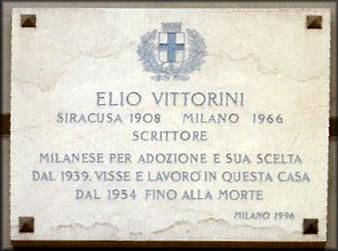 ELIO VITTORINI
SIRACUSA 1908 MILANO 1966
SCRITTORE
MILANESE PER ADOZIONE E SUA SCELTA
DAL 1939, VISSE E LAVORO' IN QUESTA CASA
DAL 1954 FINO ALLA MORTE
MILANO 1996